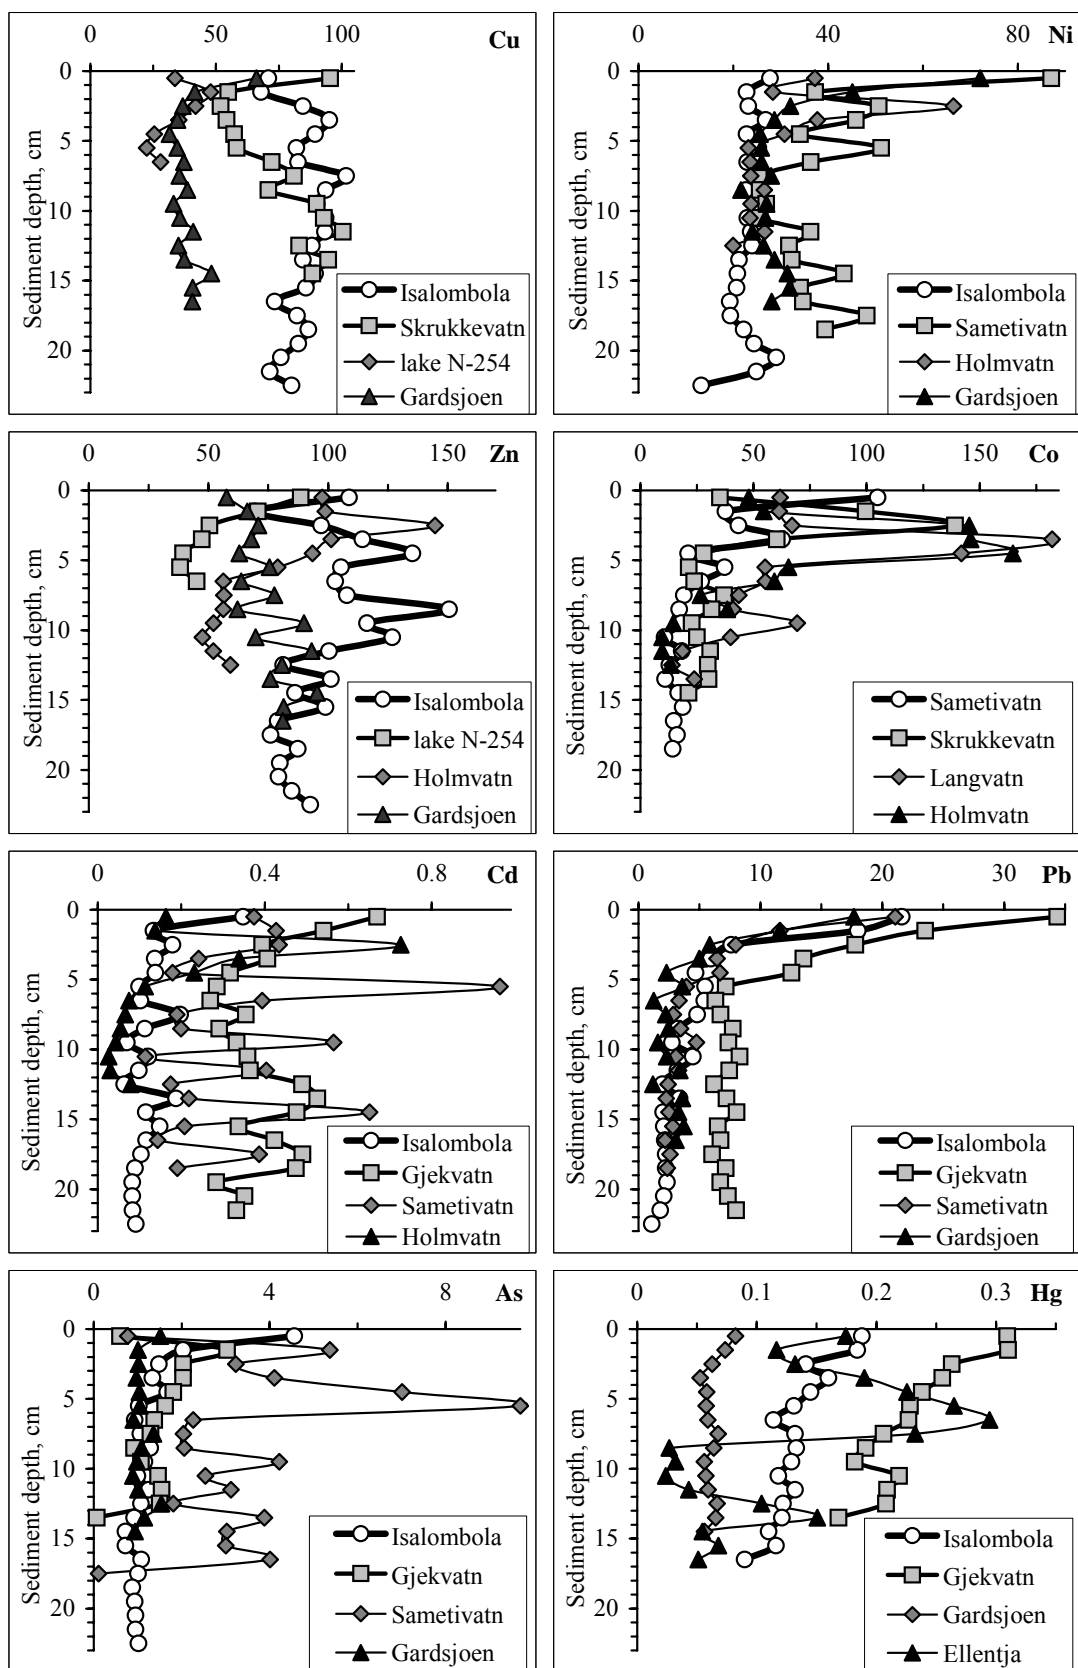 0 50 100
Cu
0
5
10
15
20
Sediment depth, cm
Isalombola
Skrukkevatn
lake N-254
Gardsjoen
0 40 80
Ni
0
5
10
15
20
Sediment depth, cm
Isalombola
Sametivatn
Holmvatn
Gardsjoen
0 50 100 150
Zn
0
5
10
15
20
Sediment depth, cm
Isalombola
lake N-254
Holmvatn
Gardsjoen
0 50 100 150
Co
0
5
10
15
20
Sediment depth, cm
Sametivatn
Skrukkevatn
Langvatn
Holmvatn
0 0.4 0.8
Cd
0
5
10
15
20
Sediment depth, cm
Isalombola
Gjekvatn
Sametivatn
Holmvatn
0 10 20 30
Pb
0
5
10
15
20
Sediment depth, cm
Isalombola
Gjekvatn
Sametivatn
Gardsjoen
0 4 8
As
0
5
10
15
20
Sediment depth, cm
Isalombola
Gjekvatn
Sametivatn
Gardsjoen
0 0.1 0.2 0.3
Hg
0
5
10
15
20
Sediment depth, cm
Isalombola
Gjekvatn
Gardsjoen
Ellentja